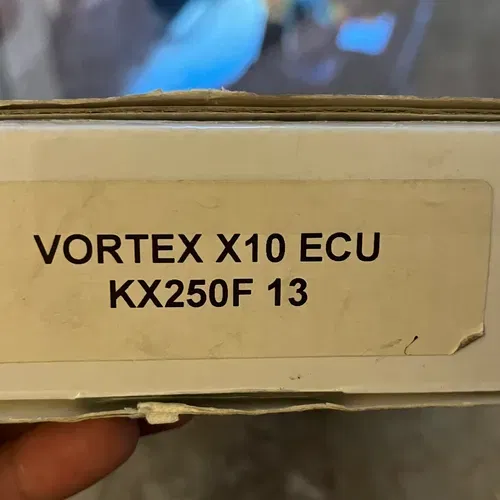 VORTEX X10 ECU
KX250F 13